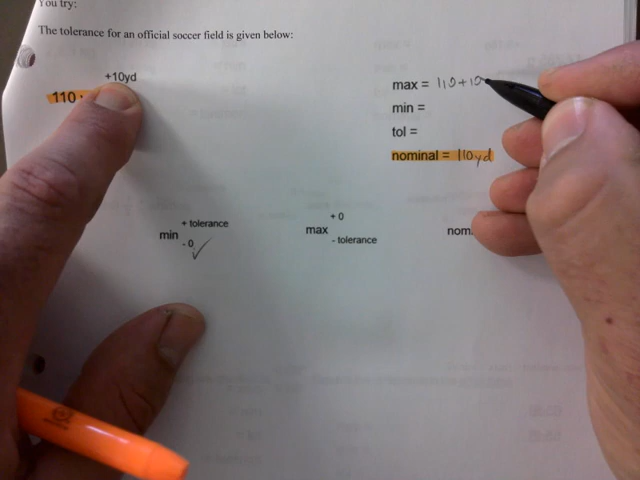 You try:
The tolerance for an official soccer field is given below:
+10yd
110
max = 110+10
min =
tol =
nominal = 110yd
+ tolerance
min
- 0
+ 0
max
- tolerance
nom